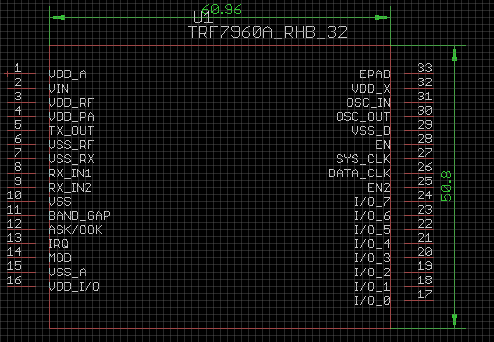 60.96
U1
TRF7960A_RHB_32
1 VDD_A EPAD 33
2 VIN VDD_X 32
3 VDD_RF OSC_IN 31
4 VDD_PA OSC_OUT 30
5 TX_OUT VSS_D 29
6 VSS_RF EN 28
7 VSS_RX SYS_CLK 27
8 RX_IN1 DATA_CLK 26
9 RX_IN2 EN2 25
10 VSS I/O_7 24
11 BAND_GAP I/O_6 23
12 ASK/OOK I/O_5 22
13 IRQ I/O_4 21
14 MOD I/O_3 20
15 VSS_A I/O_2 19
16 VDD_I/O I/O_1 18
I/O_0 17
50.8